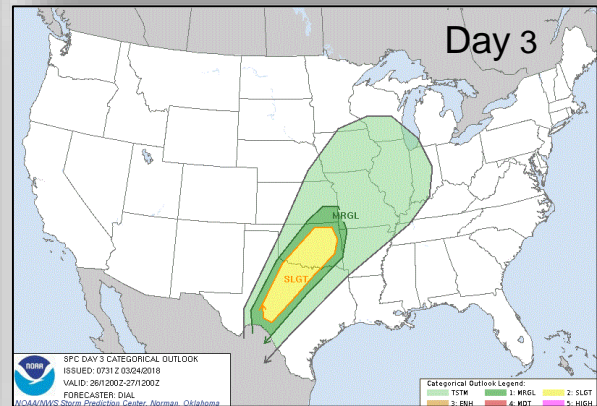 Day 3
MRGL
SLGT
NOAA
SPC DAY 3 CATEGORICAL OUTLOOK
ISSUED: 0731Z 03/24/2018
VALID: 26/1200Z-27/1200Z
FORECASTER: DIAL
NOAA/NWS Storm Prediction Center, Norman, Oklahoma
Categorical Outlook Legend:
TSTM 1: MRGL 2: SLGT
3: ENH 4: MDT 5: HIGH